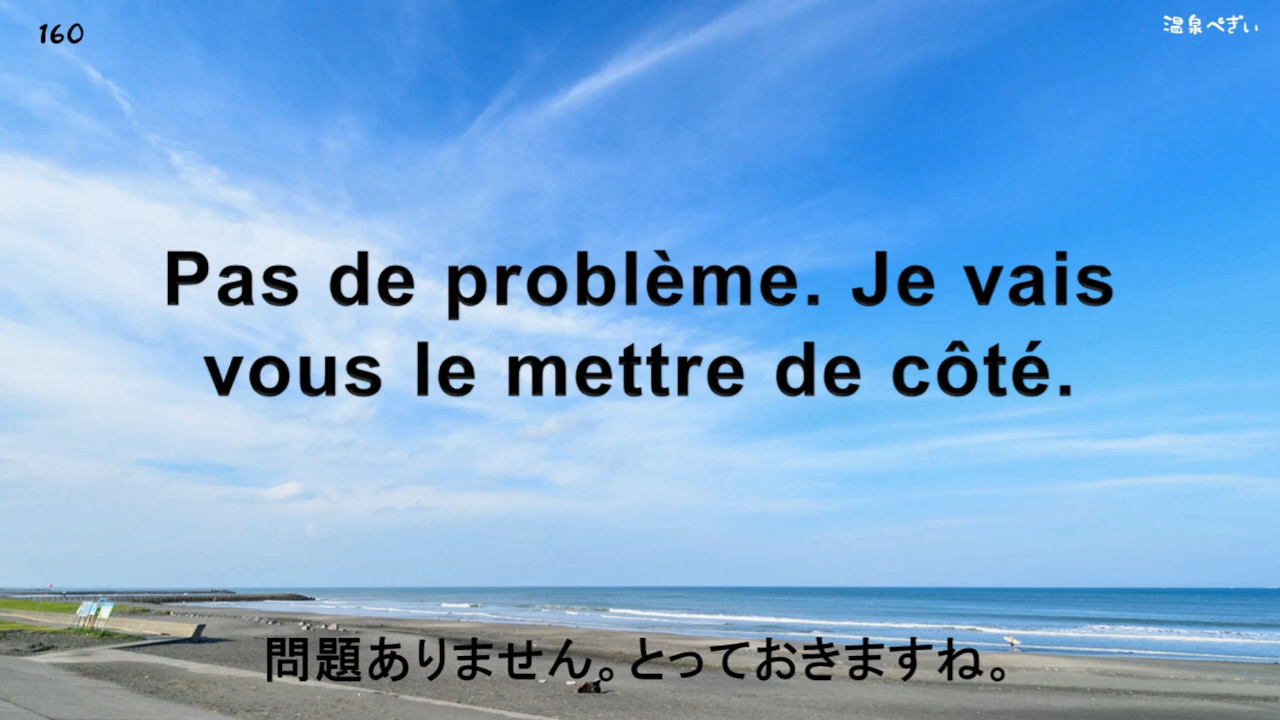 160
温泉ぺぎぃ
Pas de problème. Je vais
vous le mettre de côté.
問題ありません。とっておきますね。